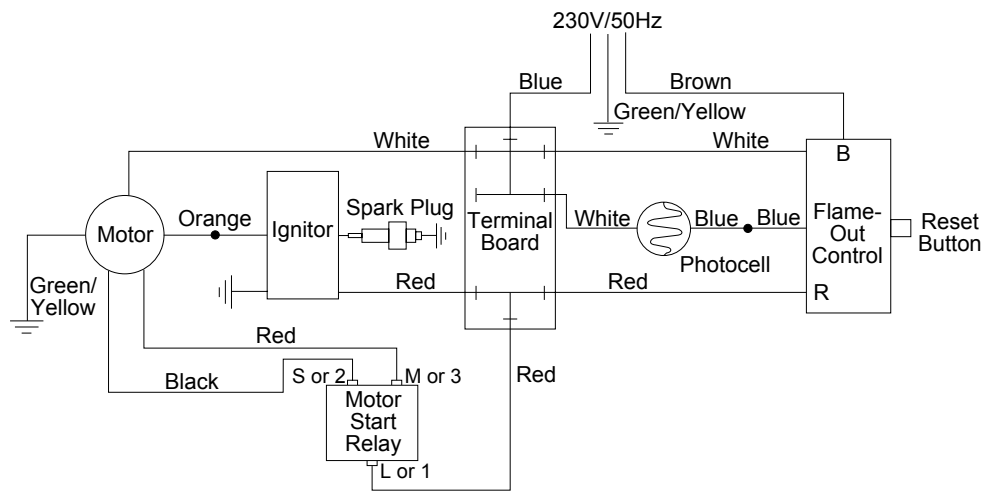 230V/50Hz
Blue
Brown
Green/Yellow
White
White
B
Motor
Orange
Ignitor
Spark Plug
Terminal
Board
White
Blue
Blue
Photocell
Flame-
Out
Control
Reset
Button
Green/
Yellow
Red
Red
R
Red
Black
S or 2
M or 3
Red
Motor
Start
Relay
L or 1